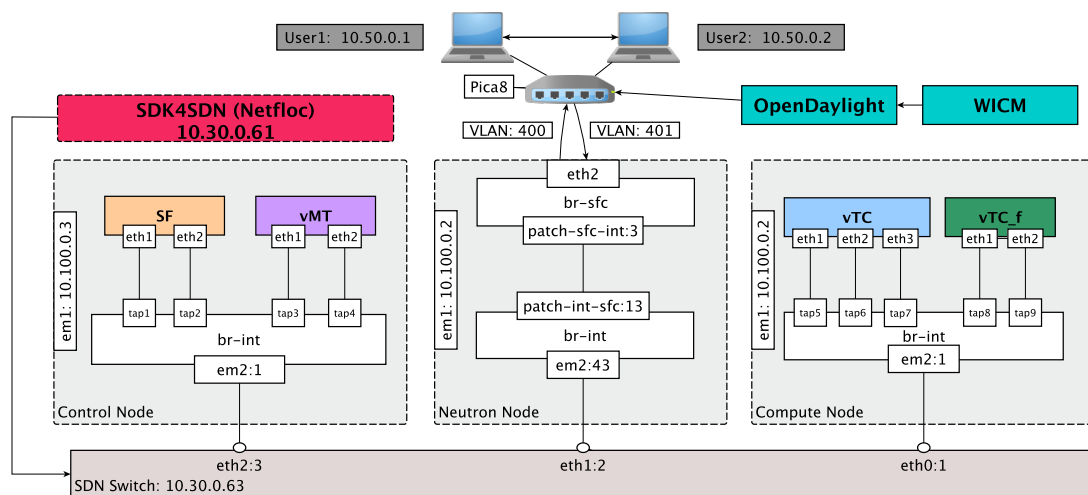 User1: 10.50.0.1
User2: 10.50.0.2
Pica8
SDK4SDN (Netfloc)
10.30.0.61
OpenDaylight
WICM
VLAN: 400
VLAN: 401
em1: 10.100.0.3
SF
eth1
eth2
vMT
eth1
eth2
tap1
tap2
tap3
tap4
br-int
em2:1
Control Node
em1: 10.100.0.2
eth2
br-sfc
patch-sfc-int:3
patch-int-sfc:13
br-int
em2:43
Neutron Node
em1: 10.100.0.2
vTC
eth1
eth2
eth3
vTC_f
eth1
eth2
tap5
tap6
tap7
tap8
tap9
br-int
em2:1
Compute Node
eth2:3
eth1:2
eth0:1
SDN Switch: 10.30.0.63